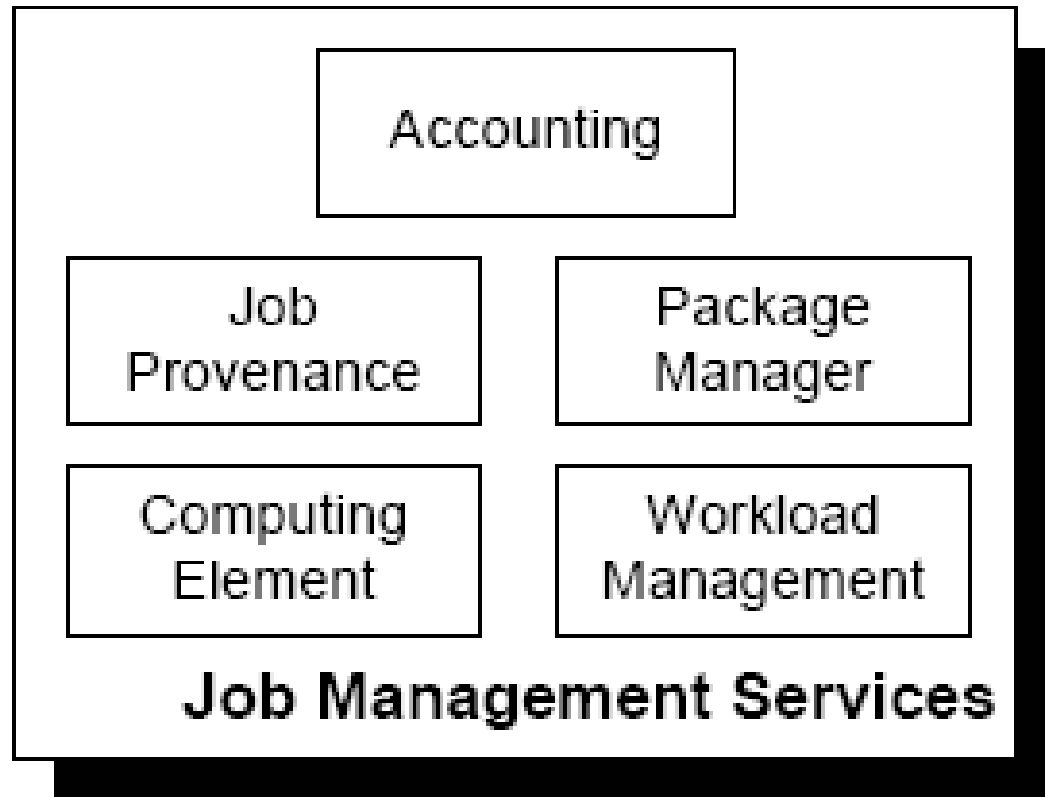 Accounting
Job
Provenance
Package
Manager
Computing
Element
Workload
Management
Job Management Services